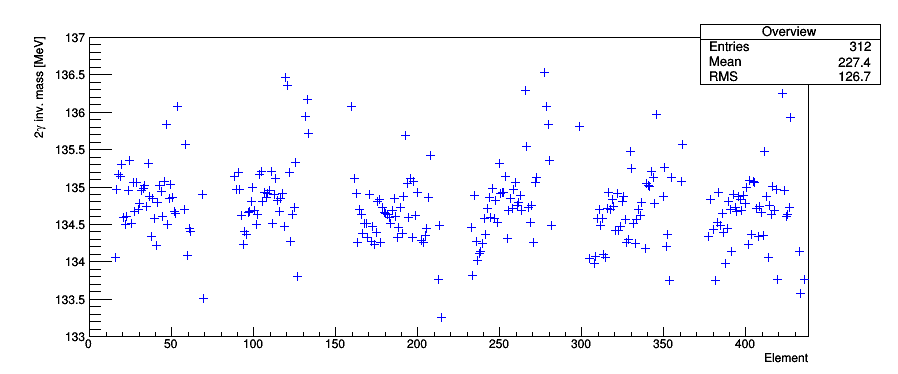 Overview
Entries 312
Mean 227.4
RMS 126.7
2γ inv. mass [MeV]
137
136.5
136
135.5
135
134.5
134
133.5
133
0 50 100 150 200 250 300 350 400
Element